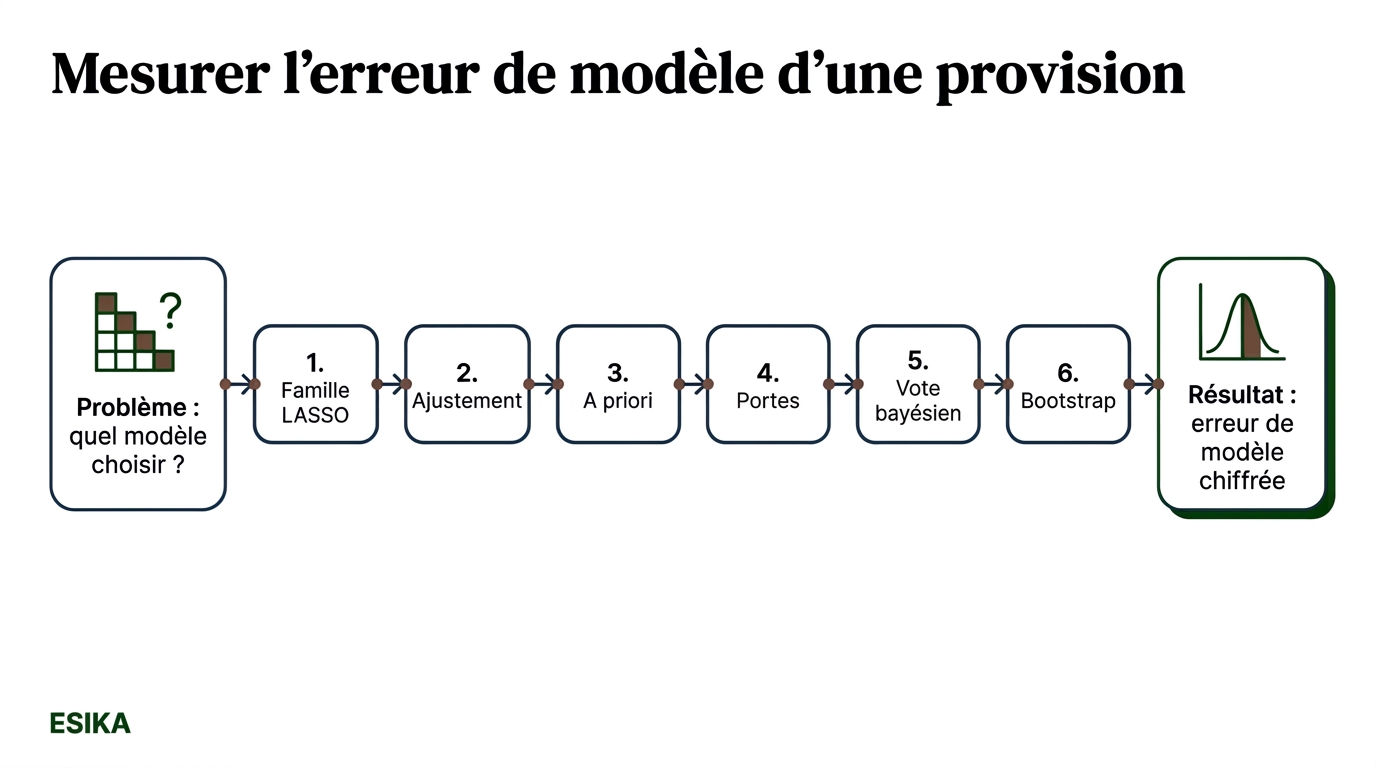 Mesurer l’erreur de modèle d’une provision
?
Problème :
quel modèle
choisir ?
1.
Famille
LASSO
2.
Ajustement
3.
A priori
4.
Portes
5.
Vote
bayésien
6.
Bootstrap
Résultat :
erreur de
modèle
chiffrée
ESIKA